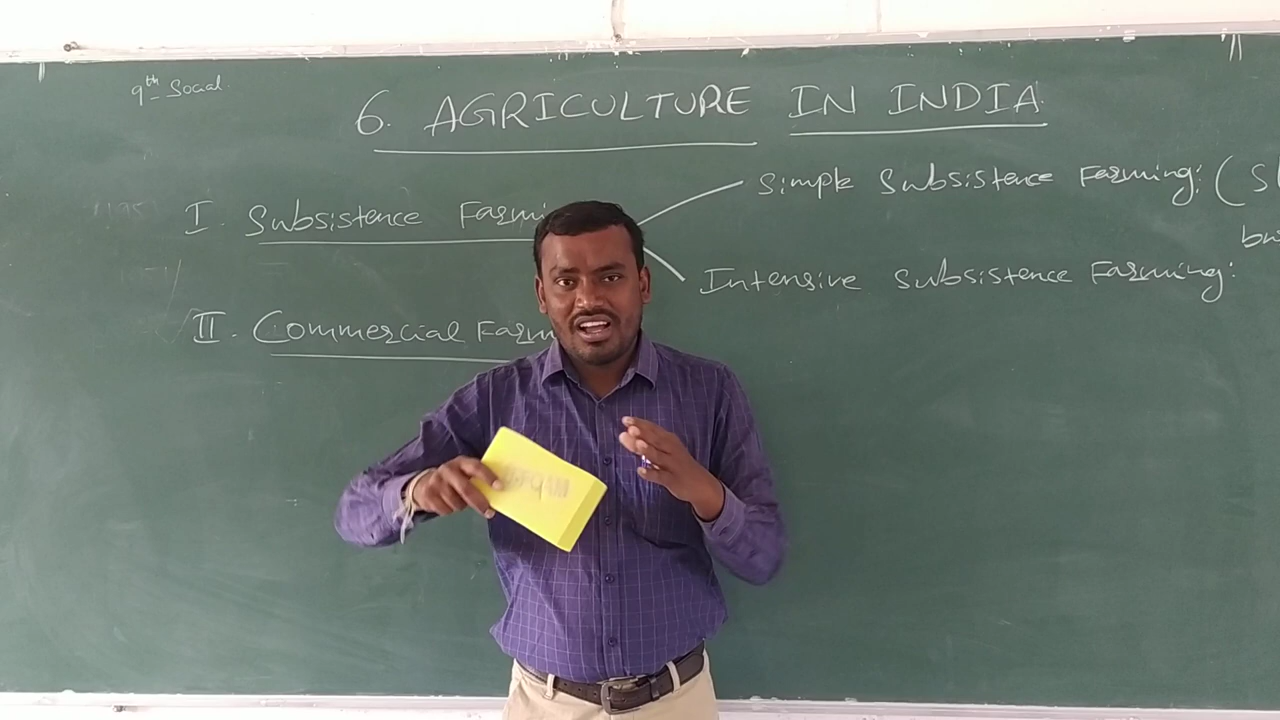 9th Social
6. AGRICULTURE IN INDIA
I. Subsistence Farmi
Simple Subsistence Farming: (
Intensive Subsistence Farming:
II. Commercial Farm